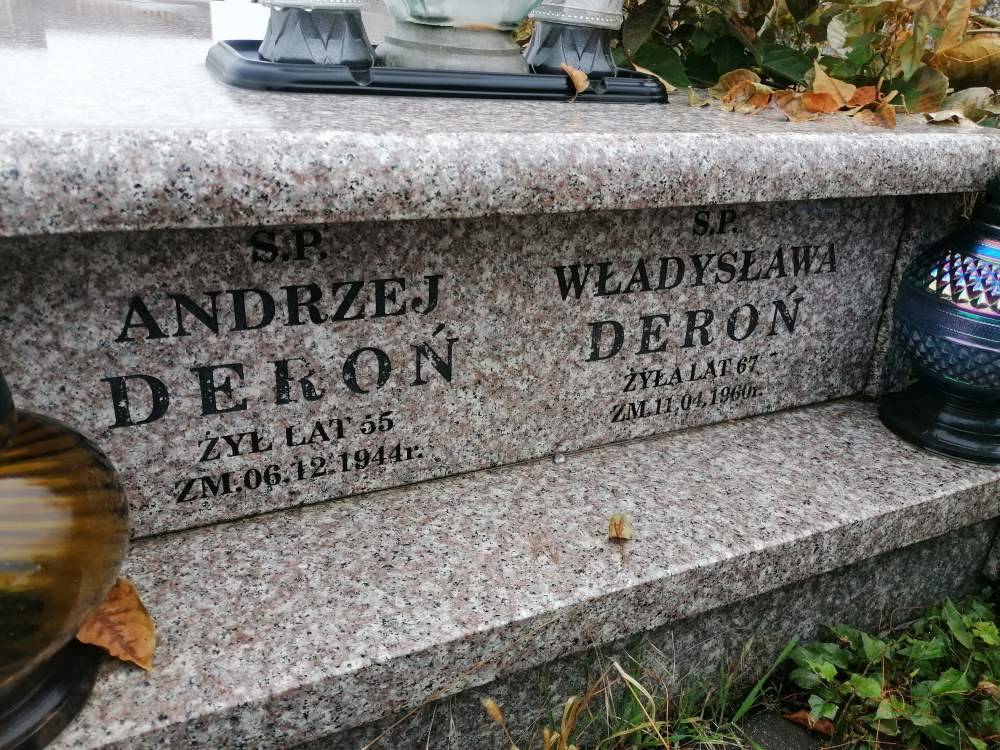 S.P.
ANDRZEJ
DEROŃ
ŻYŁ LAT 55
ZM.06.12.1944r.
S.P.
WŁADYSŁAWA
DEROŃ
ŻYŁA LAT 67
ZM.11.04.1960r.